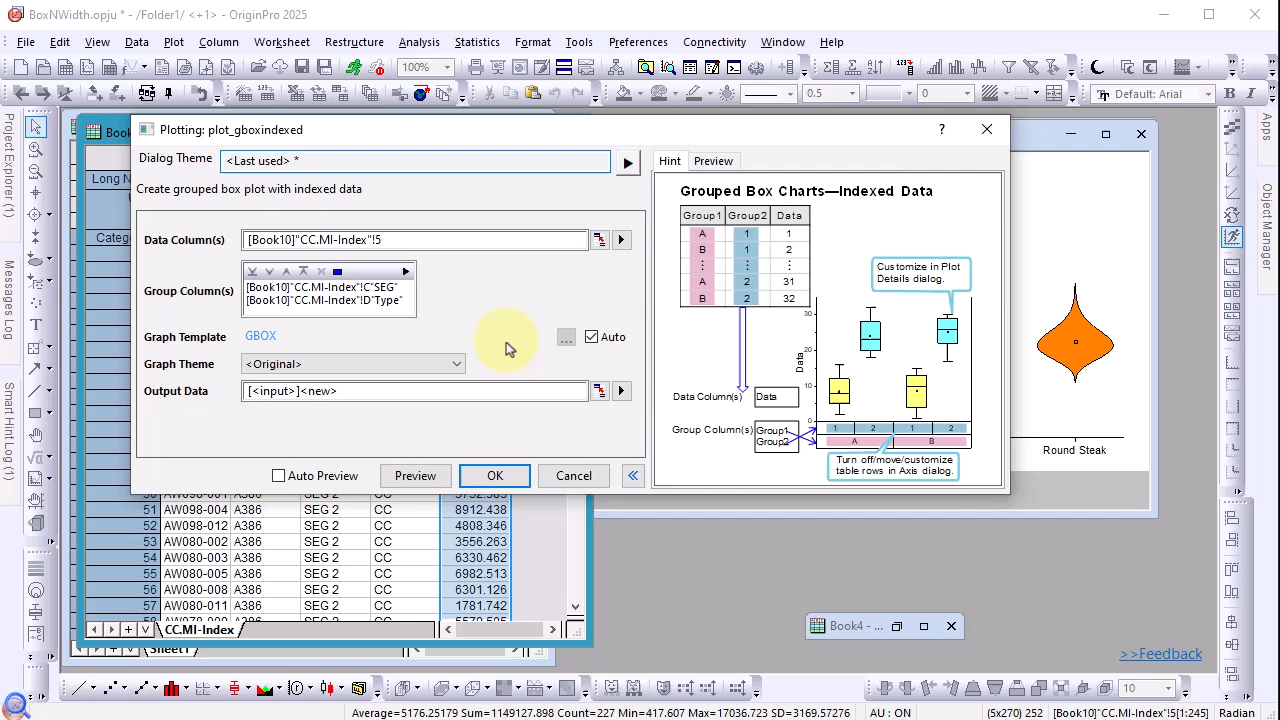 BoxNWidth.opju * - /Folder1/ <+1> - OriginPro 2025
File Edit View Data Plot Column Worksheet Restructure Analysis Statistics Format Tools Preferences Connectivity Window Help
100%
0.5 0 Default: Arial B I
Project Explorer (1)
Messages Log
Smart Hint Log (1)
Apps
Object Manager
Book
Plotting: plot_gboxindexed
?
Dialog Theme <Last used> *
Create grouped box plot with indexed data
Data Column(s) [Book10]"CC.MI-Index"!5
Group Column(s) [Book10]"CC.MI-Index"!C"SEG"
[Book10]"CC.MI-Index"!D"Type"
Graph Template GBOX ... Auto
Graph Theme <Original>
Output Data [<input>]<new>
Auto Preview Preview OK Cancel
Hint Preview
Grouped Box Charts—Indexed Data
Group1 Group2 Data
A 1 1
B 1 2
A 2 31
B 2 32
Customize in Plot
Details dialog.
30
20
10
0
Data
Data Column(s) Data
Group Column(s) Group1
Group2
1 2 1 2
A B
Turn off/move/customize
table rows in Axis dialog.
Round Steak
Long N
Categ
51 AW098-004 A386 SEG 2 CC 8912.438
52 AW098-012 A386 SEG 2 CC 4808.346
53 AW080-002 A386 SEG 2 CC 3556.263
54 AW080-003 A386 SEG 2 CC 6330.462
55 AW080-005 A386 SEG 2 CC 6982.513
56 AW080-008 A386 SEG 2 CC 6301.126
57 AW080-011 A386 SEG 2 CC 1781.742
CC.MI-Index
Sheet1
Book4 - ...
>>Feedback
10
Average=5176.25179 Sum=1149127.898 Count=227 Min=417.607 Max=17036.723 SD=3169.57276 AU : ON (5x270) 252 [Book10]"CC.MI-Index"!5[1:245] Radian